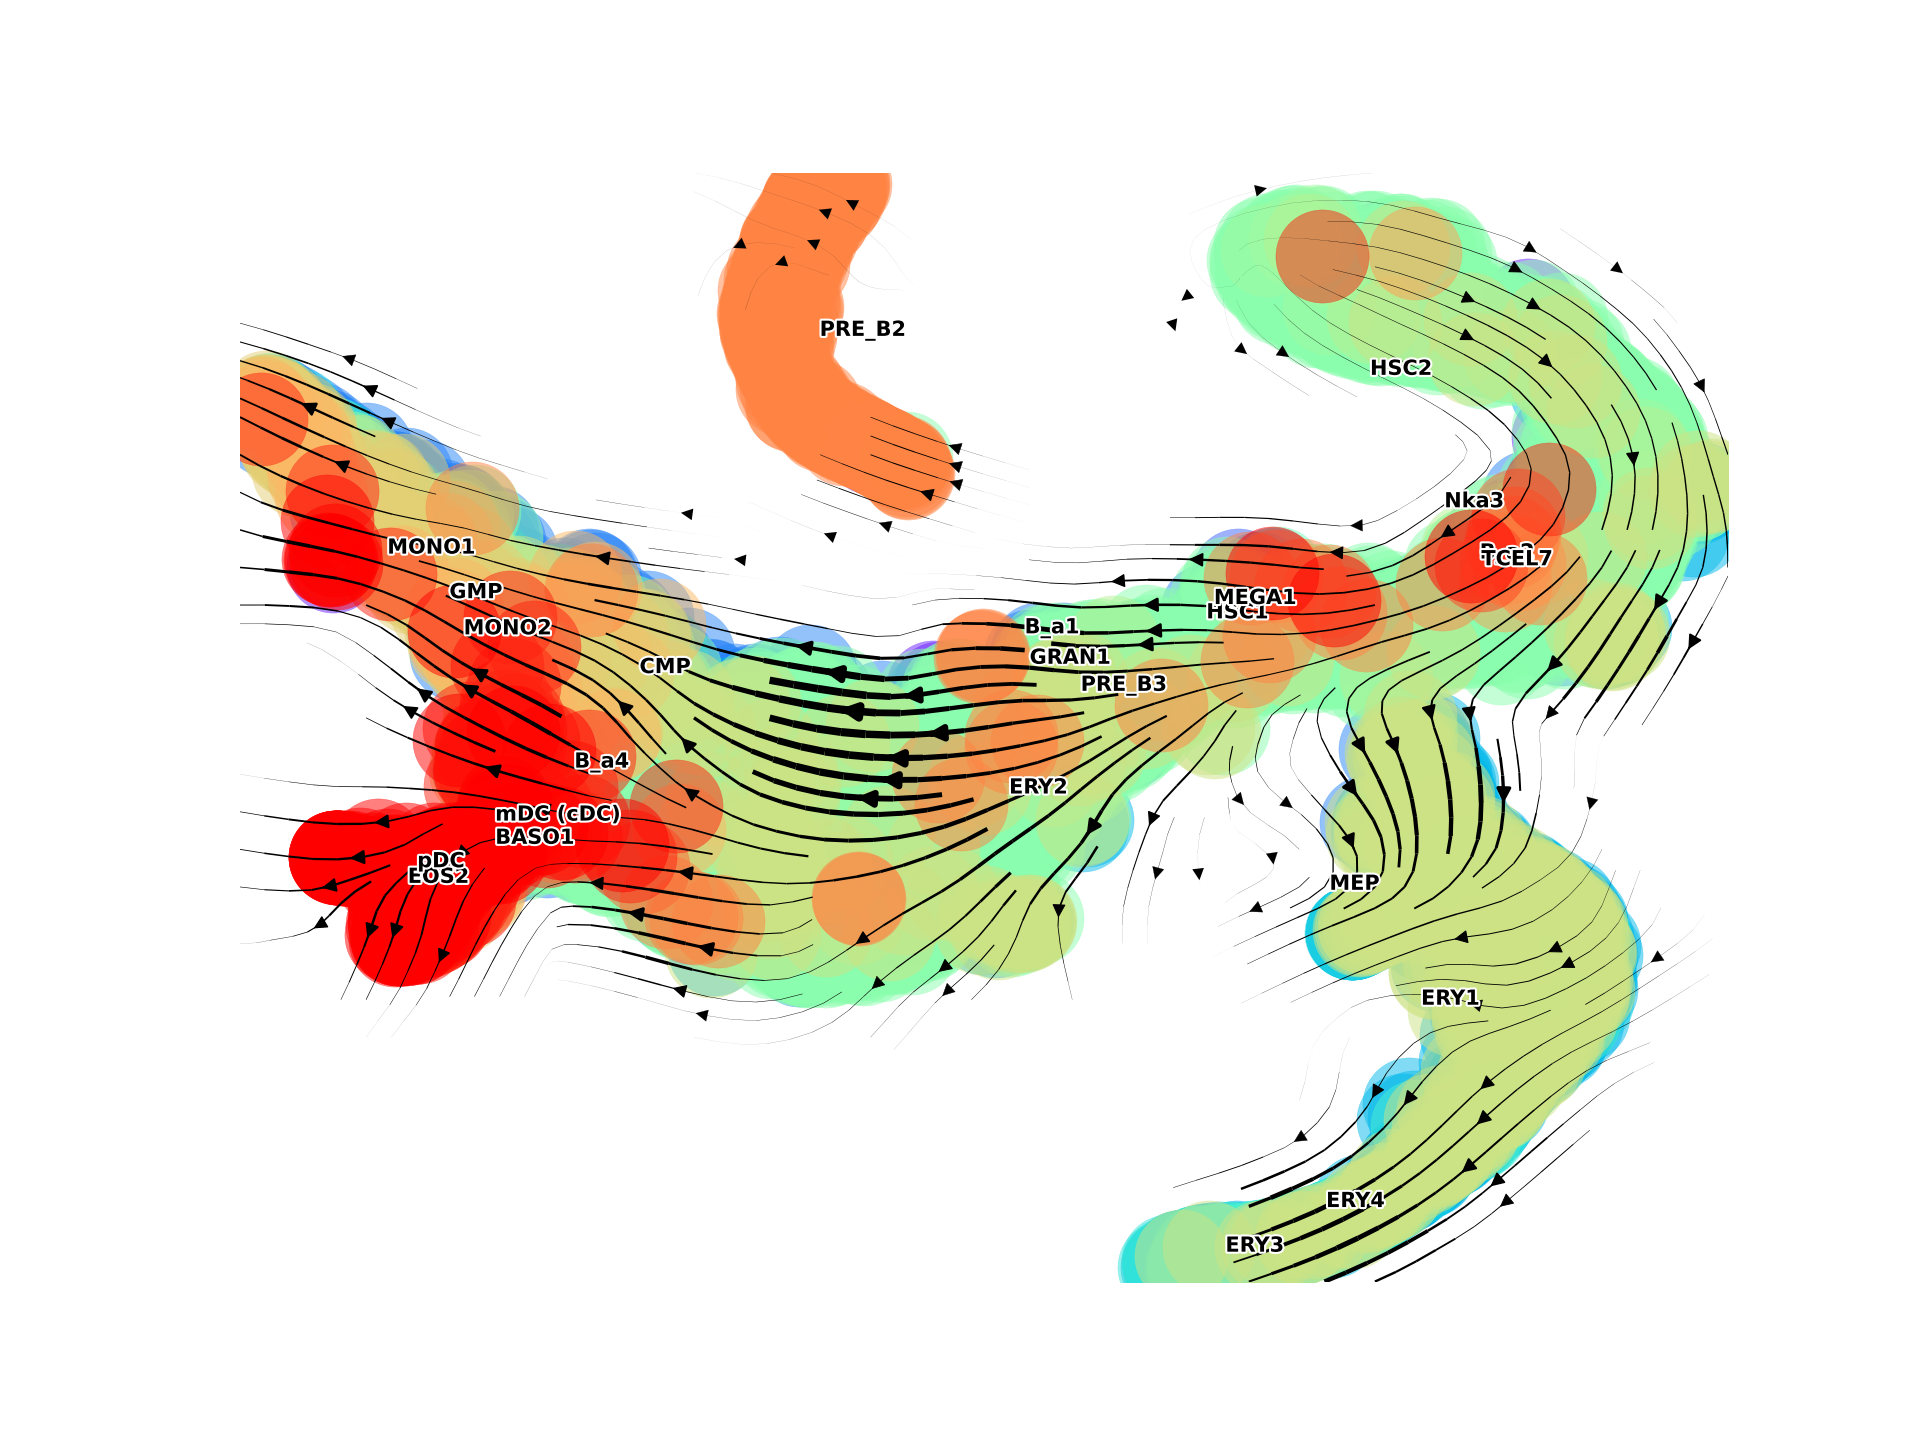 PRE_B2
HSC2
Nka3
TCEL7
MONO1
GMP
MEGA1
HSC1
MONO2
B_a1
GRAN1
CMP
PRE_B3
B_a4
ERY2
mDC (cDC)
BASO1
pDC
EOS2
MEP
ERY1
ERY4
ERY3